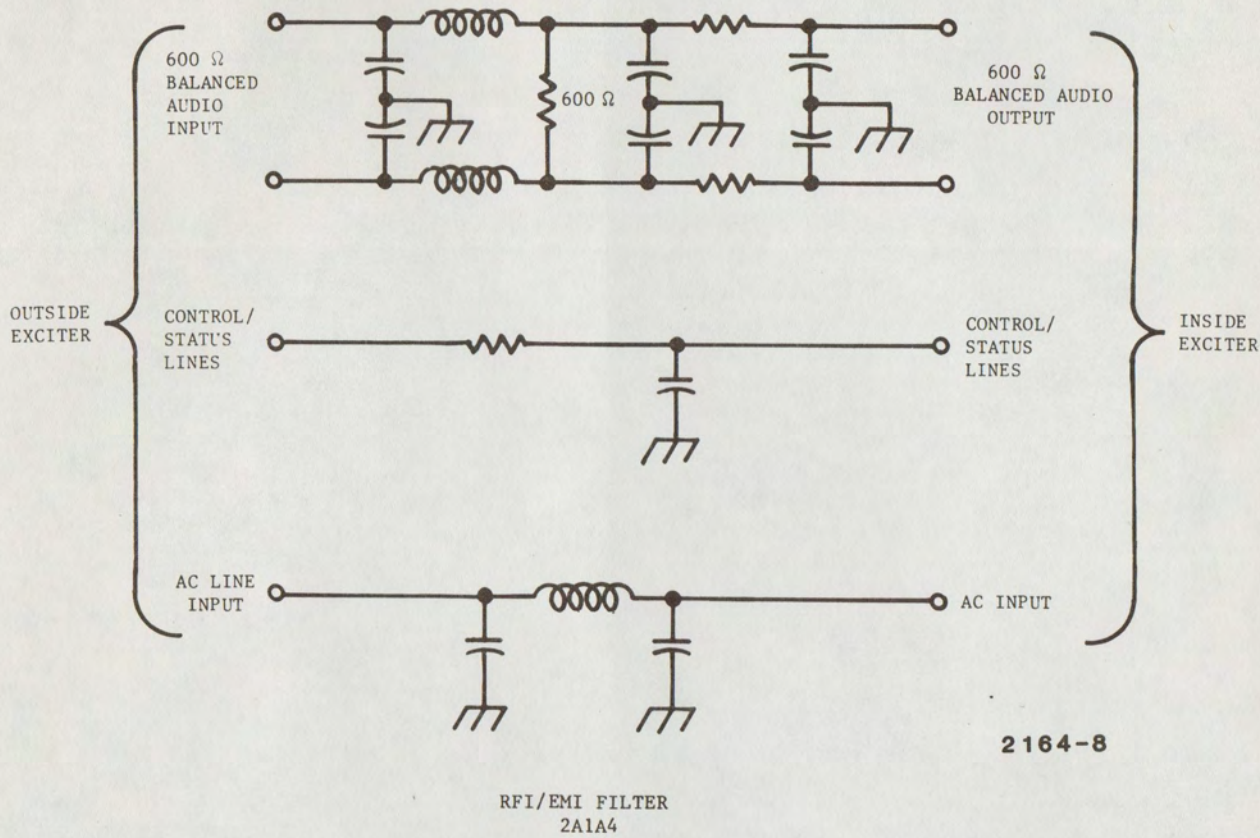 600 Ω
BALANCED
AUDIO
INPUT
600 Ω
600 Ω
BALANCED AUDIO
OUTPUT
OUTSIDE
EXCITER
CONTROL/
STATUS
LINES
CONTROL/
STATUS
LINES
INSIDE
EXCITER
AC LINE
INPUT
AC INPUT
2164-8
RFI/EMI FILTER
2A1A4